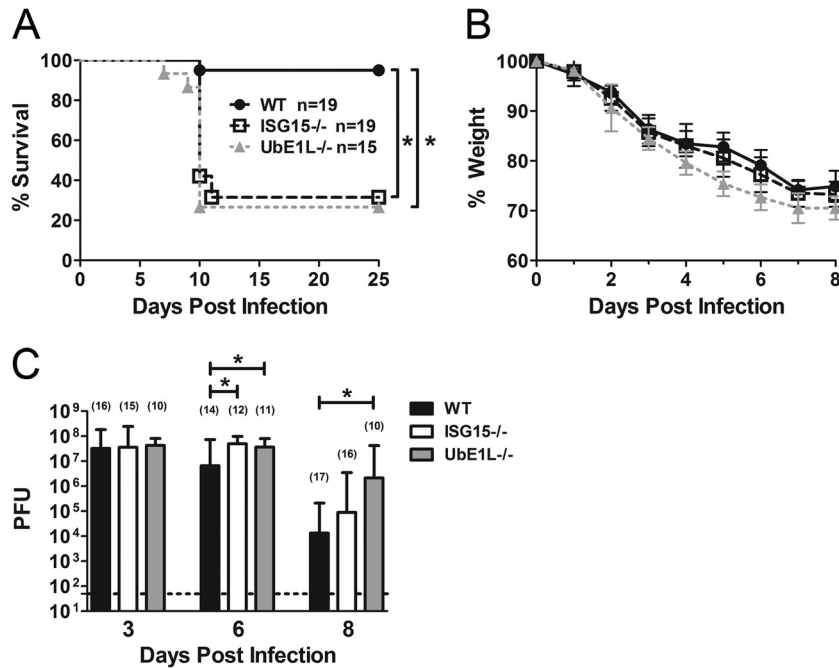 A
% Survival
100
80
60
40
20
0
WT n=19
ISG15-/- n=19
UbE1L-/- n=15
* *
0 5 10 15 20 25
Days Post Infection
B
% Weight
100
90
80
70
60
0 2 4 6 8
Days Post Infection
C
PFU
10⁹
10⁸
10⁷
10⁶
10⁵
10⁴
10³
10²
10¹
(16) (15) (10)
*
*
(14) (12) (11)
*
(17) (16) (10)
WT
ISG15-/-
UbE1L-/-
3 6 8
Days Post Infection